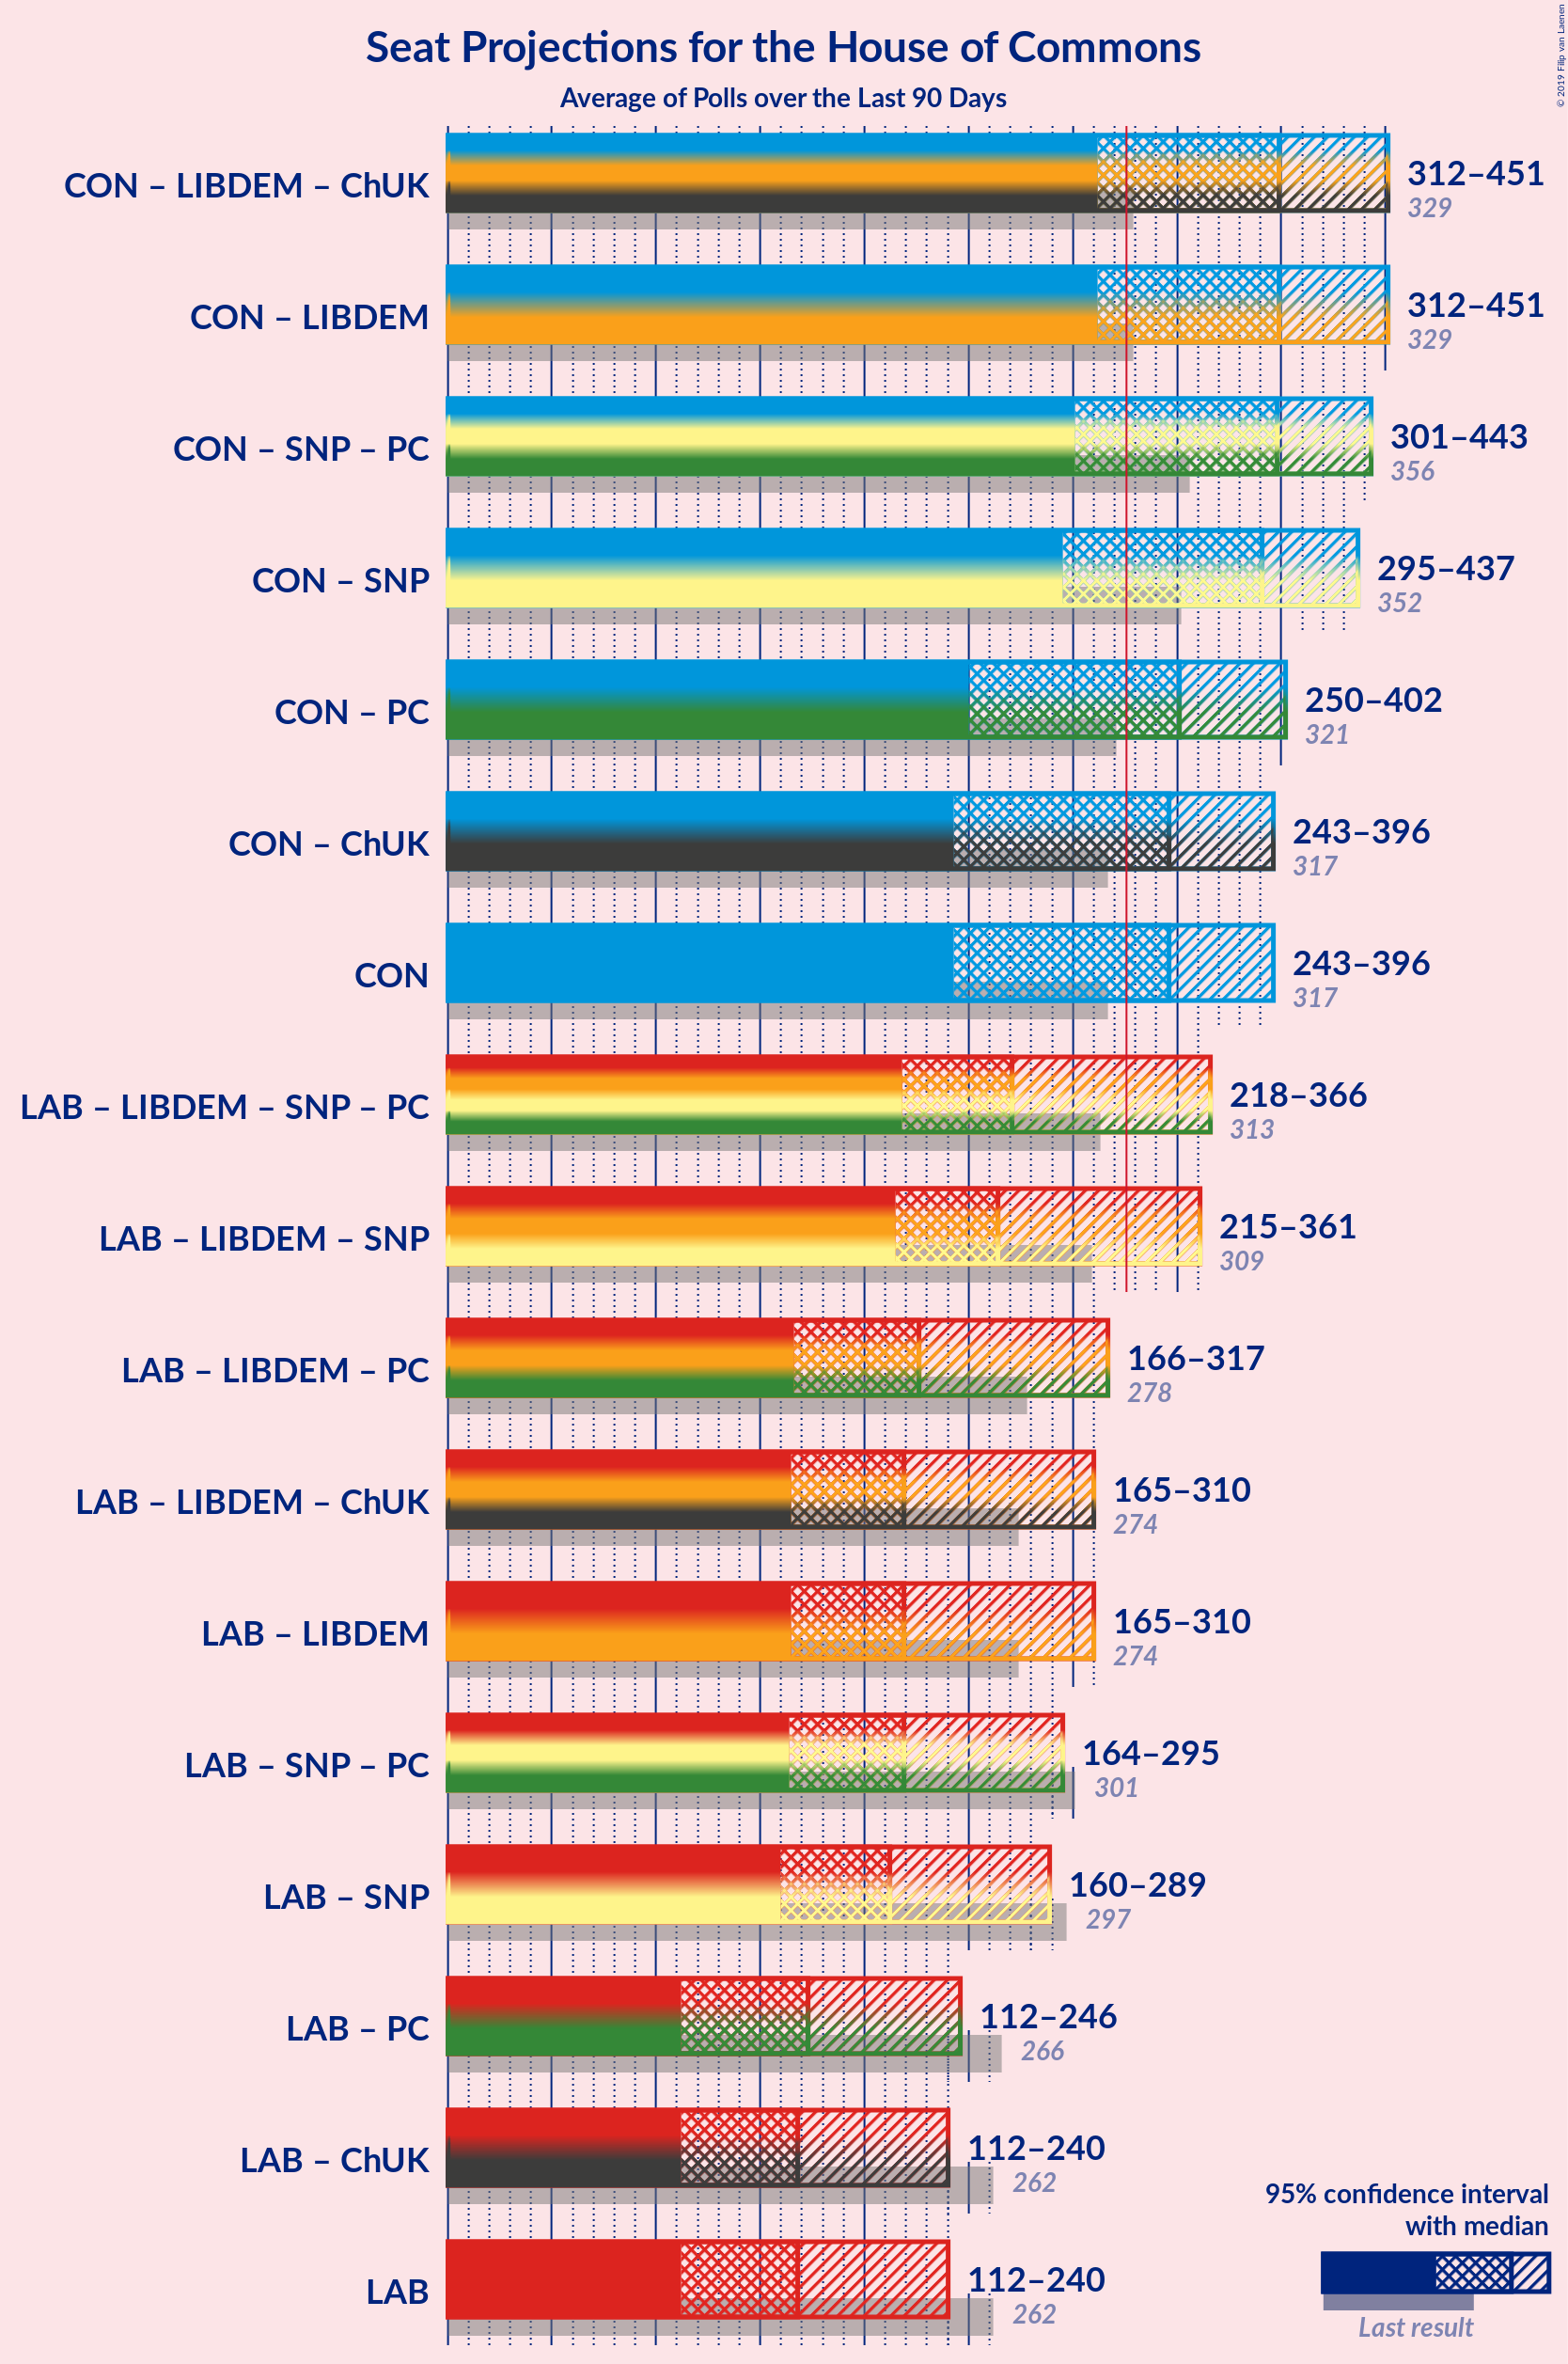 Seat Projections for the House of Commons
Average of Polls over the Last 90 Days
© 2019 Filip van Laenen
CON – LIBDEM – ChUK
312–451
329
CON – LIBDEM
312–451
329
CON – SNP – PC
301–443
356
CON – SNP
295–437
352
CON – PC
250–402
321
CON – ChUK
243–396
317
CON
243–396
317
LAB – LIBDEM – SNP – PC
218–366
313
LAB – LIBDEM – SNP
215–361
309
LAB – LIBDEM – PC
166–317
278
LAB – LIBDEM – ChUK
165–310
274
LAB – LIBDEM
165–310
274
LAB – SNP – PC
164–295
301
LAB – SNP
160–289
297
LAB – PC
112–246
266
LAB – ChUK
112–240
262
LAB
112–240
262
95% confidence interval
with median
Last result